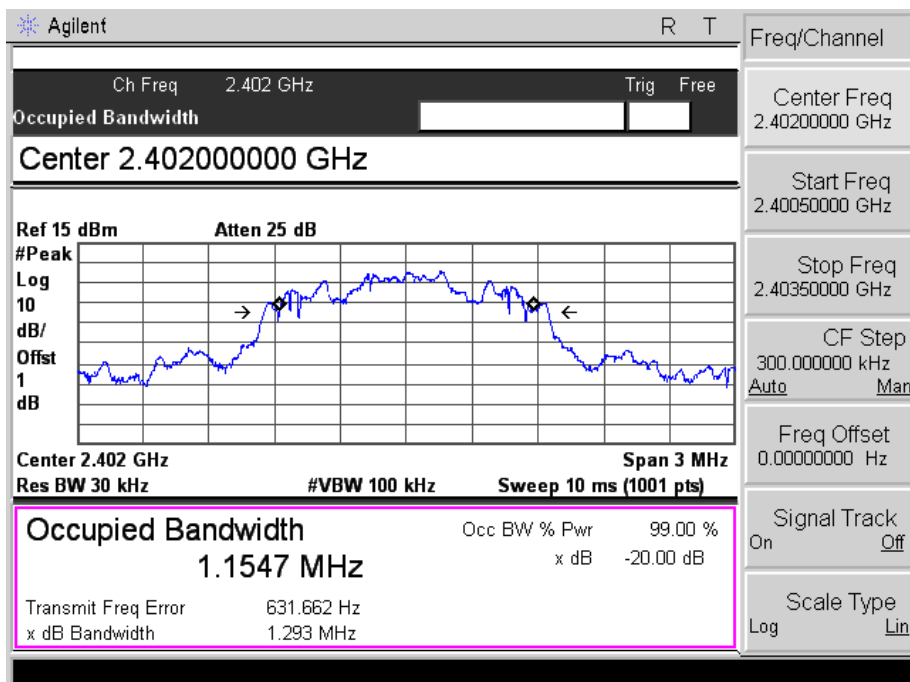 Agilent R T
Ch Freq 2.402 GHz Trig Free
Occupied Bandwidth
Center 2.402000000 GHz
Ref 15 dBm Atten 25 dB
#Peak
Log
10
dB/
Offst
1
dB
Center 2.402 GHz Span 3 MHz
Res BW 30 kHz #VBW 100 kHz Sweep 10 ms (1001 pts)
Occupied Bandwidth Occ BW % Pwr 99.00 %
1.1547 MHz x dB -20.00 dB
Transmit Freq Error 631.662 Hz
x dB Bandwidth 1.293 MHz
Freq/Channel
Center Freq
2.40200000 GHz
Start Freq
2.40050000 GHz
Stop Freq
2.40350000 GHz
CF Step
300.000000 kHz
Auto Man
Freq Offset
0.00000000 Hz
Signal Track
On Off
Scale Type
Log Lin